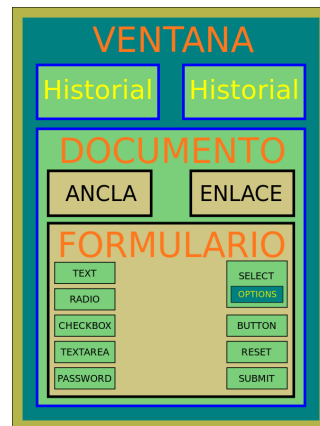 VENTANA
Historial Historial
DOCUMENTO
ANCLA ENLACE
FORMULARIO
TEXT
SELECT
OPTIONS
RADIO
CHECKBOX BUTTON
TEXTAREA RESET
PASSWORD SUBMIT